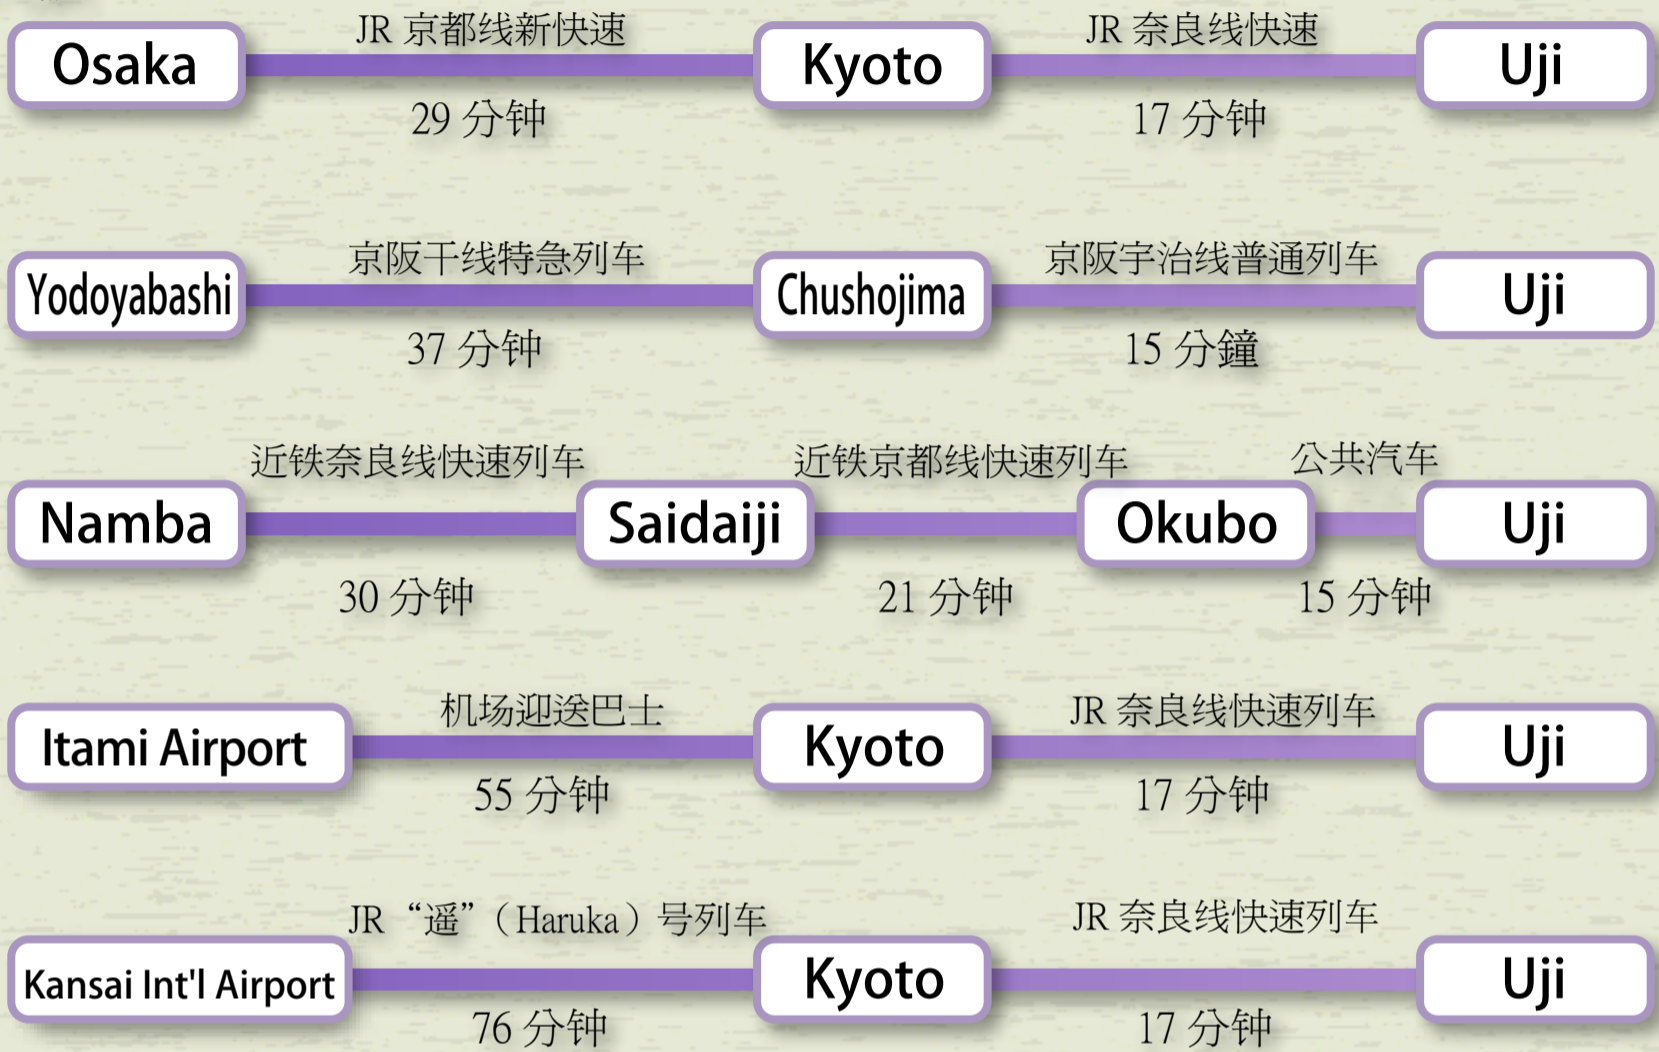 JR 京都线新快速 JR 奈良线快速
Osaka Kyoto Uji
29 分钟 17 分钟
京阪干线特急列车 京阪宇治线普通列车
Yodoyabashi Chushojima Uji
37 分钟 15 分鐘
近铁奈良线快速列车 近铁京都线快速列车 公共汽车
Namba Saidaiji Okubo Uji
30 分钟 21 分钟 15 分钟
机场迎送巴士 JR 奈良线快速列车
Itami Airport Kyoto Uji
55 分钟 17 分钟
JR “遥”（Haruka）号列车 JR 奈良线快速列车
Kansai Int'l Airport Kyoto Uji
76 分钟 17 分钟